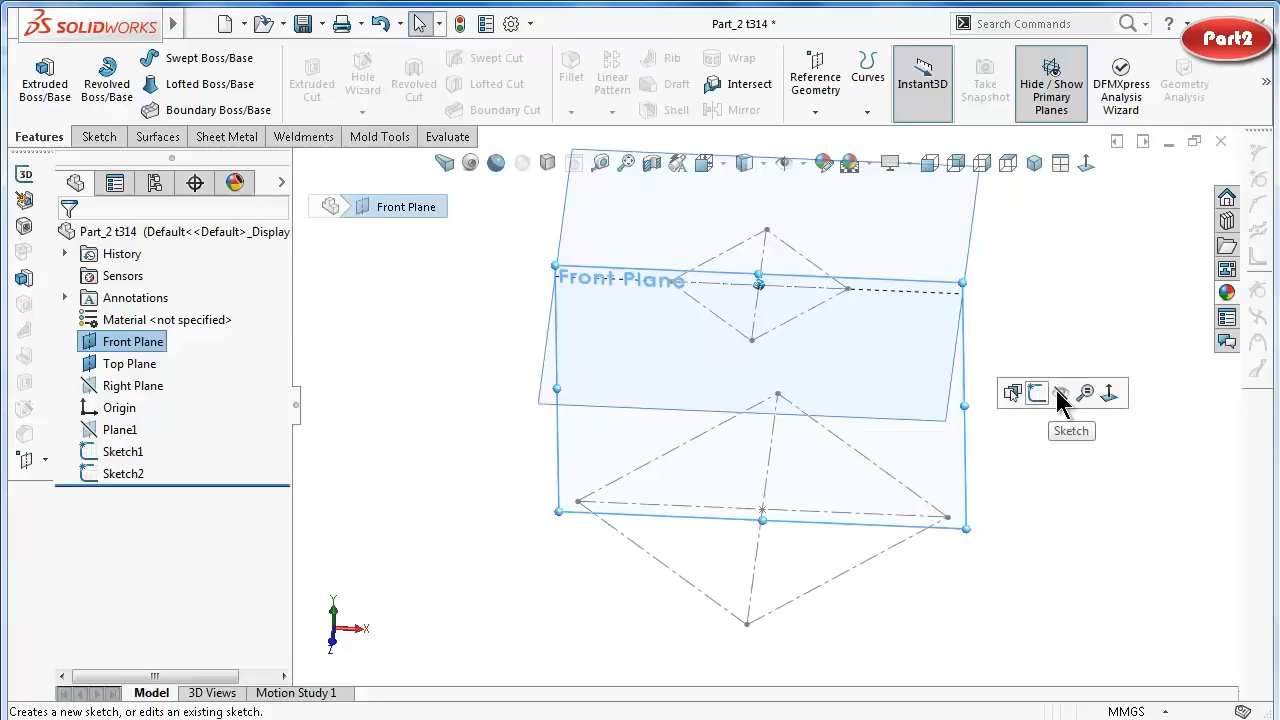 SOLIDWORKS
Part_2 t314 *
Search Commands
?
Part2
Extruded
Boss/Base
Revolved
Boss/Base
Swept Boss/Base
Lofted Boss/Base
Boundary Boss/Base
Extruded
Cut
Hole
Wizard
Revolved
Cut
Swept Cut
Lofted Cut
Boundary Cut
Fillet
Linear
Pattern
Rib
Draft
Shell
Wrap
Intersect
Mirror
Reference
Geometry
Curves
Instant3D
Take
Snapshot
Hide / Show
Primary
Planes
DFMXpress
Analysis
Wizard
Geometry
Analysis
Features
Sketch
Surfaces
Sheet Metal
Weldments
Mold Tools
Evaluate
3D
Part_2 t314 (Default<<Default>_Display
History
Sensors
Annotations
Material <not specified>
Front Plane
Top Plane
Right Plane
Origin
Plane1
Sketch1
Sketch2
Front Plane
Front Plane
Sketch
Y
X
Z
Model
3D Views
Motion Study 1
Creates a new sketch, or edits an existing sketch.
MMGS